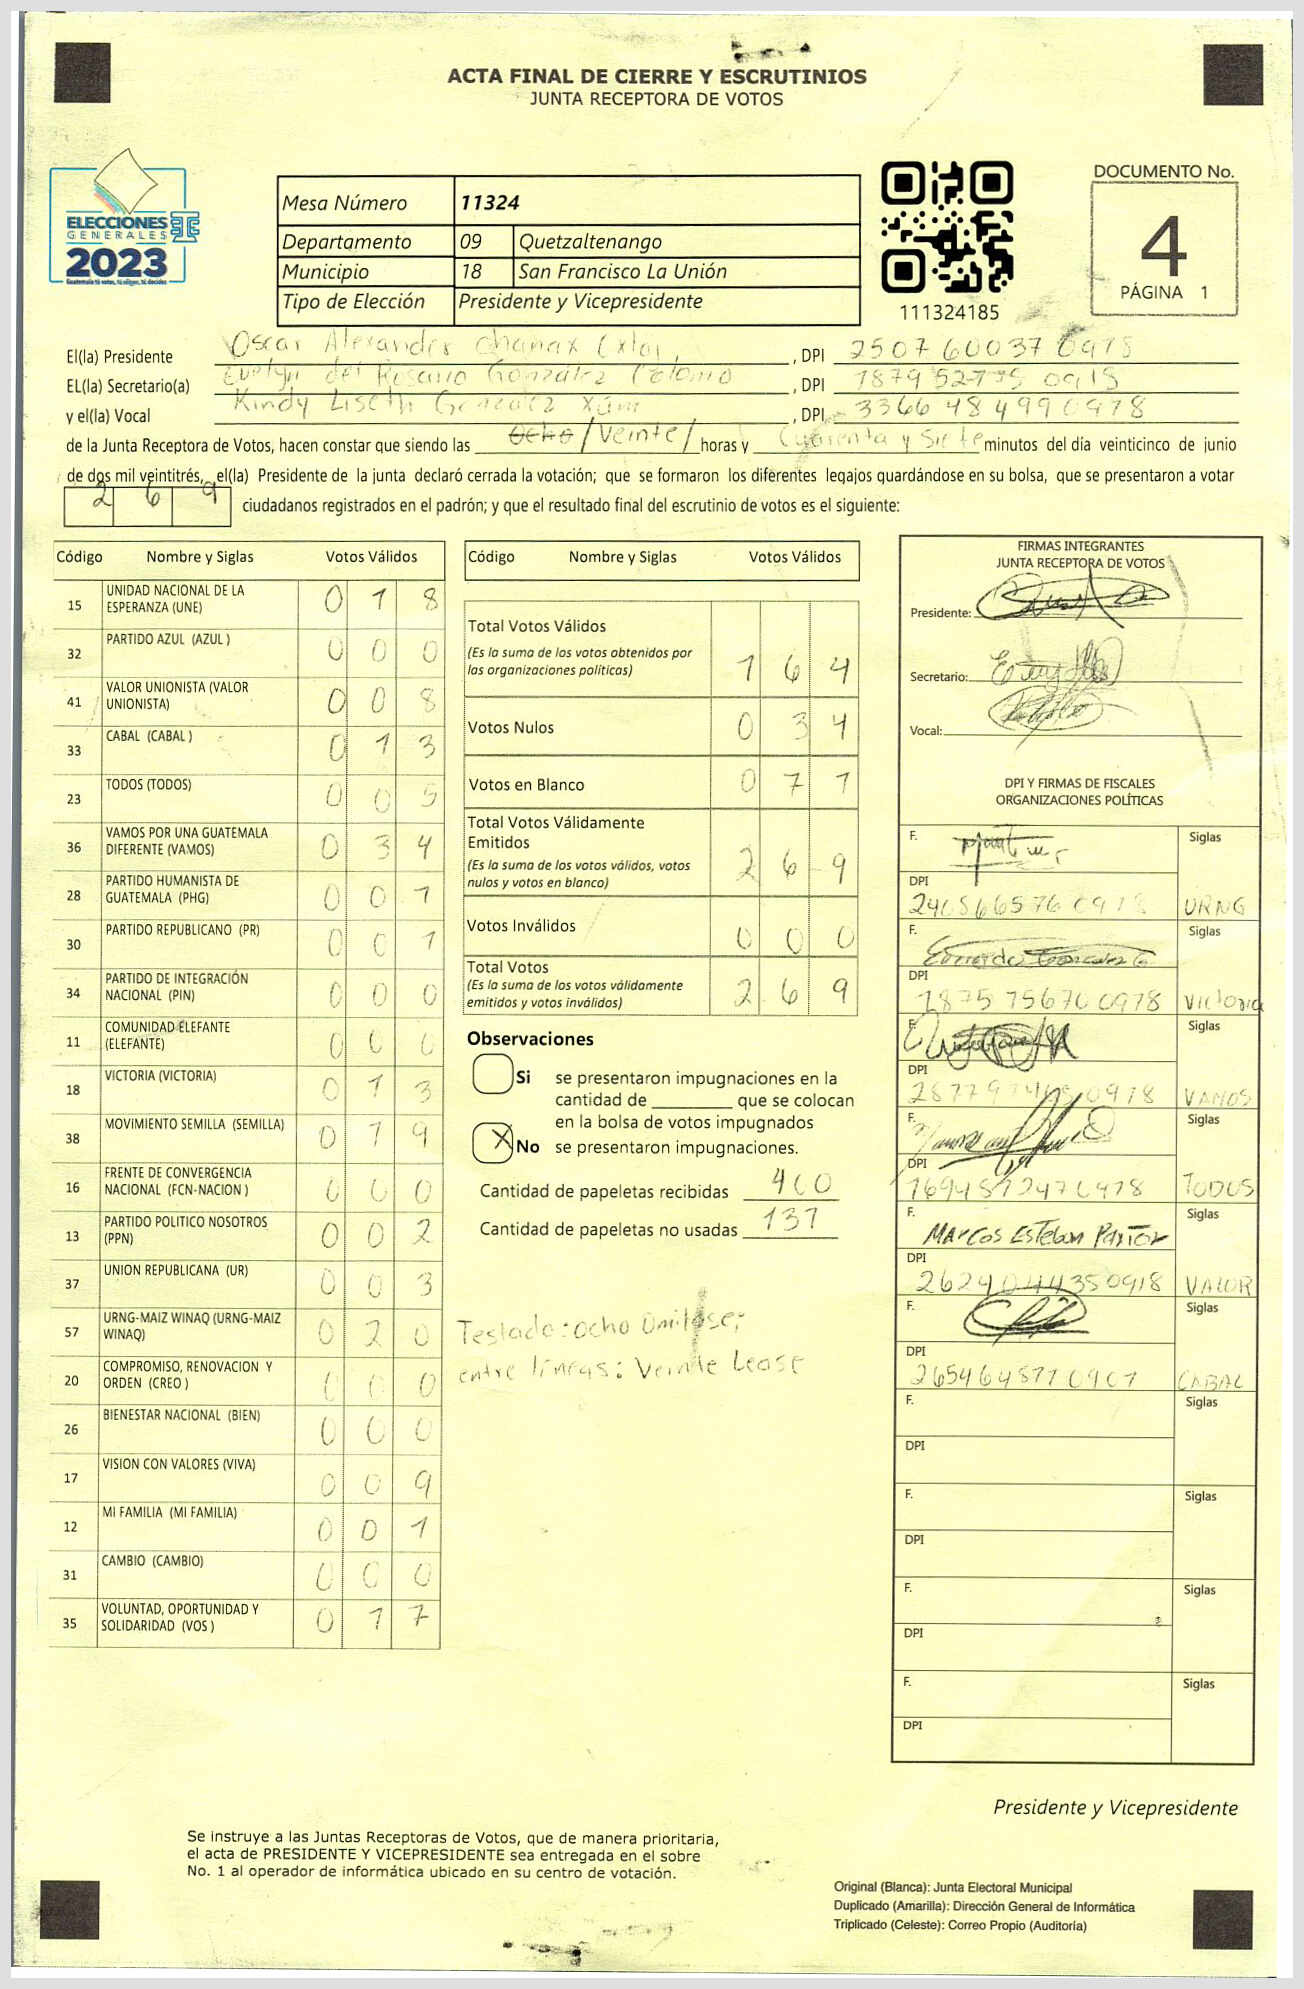 ACTA FINAL DE CIERRE Y ESCRUTINIOS
JUNTA RECEPTORA DE VOTOS
ELECCIONES
GENERALES
2023
Guatemala tú votas, tú eliges, tú decides
Mesa Número 11324
Departamento 09 Quetzaltenango
Municipio 18 San Francisco La Unión
Tipo de Elección Presidente y Vicepresidente
111324185
DOCUMENTO No.
4
PÁGINA 1
El(la) Presidente Oscar Alexander Chanax , DPI 2507 60037 0918
EL(la) Secretario(a) Evelyn del Rosario González Colomo , DPI 0915
y el(la) Vocal Kindy Liseth González Xúm , DPI 3366 48499 0918
de la Junta Receptora de Votos, hacen constar que siendo las Ocho /Veinte/ horas y Cuarenta y Siete minutos del día veinticinco de junio
de dos mil veintitrés, el(la) Presidente de la junta declaró cerrada la votación; que se formaron los diferentes legajos guardándose en su bolsa, que se presentaron a votar
2 6 9 ciudadanos registrados en el padrón; y que el resultado final del escrutinio de votos es el siguiente:
Código Nombre y Siglas Votos Válidos
15 UNIDAD NACIONAL DE LA ESPERANZA (UNE) 0 1 8
32 PARTIDO AZUL (AZUL ) 0 0 0
41 VALOR UNIONISTA (VALOR UNIONISTA) 0 0 8
33 CABAL (CABAL ) 0 1 3
23 TODOS (TODOS) 0 0 5
36 VAMOS POR UNA GUATEMALA DIFERENTE (VAMOS) 0 3 4
28 PARTIDO HUMANISTA DE GUATEMALA (PHG) 0 0 1
30 PARTIDO REPUBLICANO (PR) 0 0 1
34 PARTIDO DE INTEGRACIÓN NACIONAL (PIN) 0 0 0
11 COMUNIDAD ELEFANTE (ELEFANTE) 0 0 0
18 VICTORIA (VICTORIA) 0 1 3
38 MOVIMIENTO SEMILLA (SEMILLA) 0 1 9
16 FRENTE DE CONVERGENCIA NACIONAL (FCN-NACION ) 0 0 0
13 PARTIDO POLITICO NOSOTROS (PPN) 0 0 2
37 UNION REPUBLICANA (UR) 0 0 3
57 URNG-MAIZ WINAQ (URNG-MAIZ WINAQ) 0 2 0
20 COMPROMISO, RENOVACION Y ORDEN (CREO ) 0 0 0
26 BIENESTAR NACIONAL (BIEN) 0 0 0
17 VISION CON VALORES (VIVA) 0 0 9
12 MI FAMILIA (MI FAMILIA) 0 0 1
31 CAMBIO (CAMBIO) 0 0 0
35 VOLUNTAD, OPORTUNIDAD Y SOLIDARIDAD (VOS ) 0 1 7
Código Nombre y Siglas Votos Válidos
Total Votos Válidos
(Es la suma de los votos obtenidos por
las organizaciones políticas) 1 6 4
Votos Nulos 0 3 4
Votos en Blanco 0 7 1
Total Votos Válidamente
Emitidos
(Es la suma de los votos válidos, votos
nulos y votos en blanco) 2 6 9
Votos Inválidos 0 0 0
Total Votos
(Es la suma de los votos válidamente
emitidos y votos inválidos) 2 6 9
Observaciones
Si se presentaron impugnaciones en la
cantidad de ________ que se colocan
en la bolsa de votos impugnados
X No se presentaron impugnaciones.
Cantidad de papeletas recibidas 400
Cantidad de papeletas no usadas 131
Testado: Ocho Omitose;
entre líneas: Veinte Lease
FIRMAS INTEGRANTES
JUNTA RECEPTORA DE VOTOS
Presidente:
Secretario:
Vocal:
DPI Y FIRMAS DE FISCALES
ORGANIZACIONES POLÍTICAS
F. Siglas
DPI URNG
F. Siglas
DPI Victoria
F. Siglas
DPI VAMOS
F. Siglas
DPI TODOS
F. Marcos Esteban Pastor Siglas
DPI 2624044350918 VALOR
F. Siglas
DPI CABAL
F. Siglas
DPI
F. Siglas
DPI
F. Siglas
DPI
F. Siglas
DPI
Presidente y Vicepresidente
Se instruye a las Juntas Receptoras de Votos, que de manera prioritaria,
el acta de PRESIDENTE Y VICEPRESIDENTE sea entregada en el sobre
No. 1 al operador de informática ubicado en su centro de votación.
Original (Blanca): Junta Electoral Municipal
Duplicado (Amarilla): Dirección General de Informática
Triplicado (Celeste): Correo Propio (Auditoría)